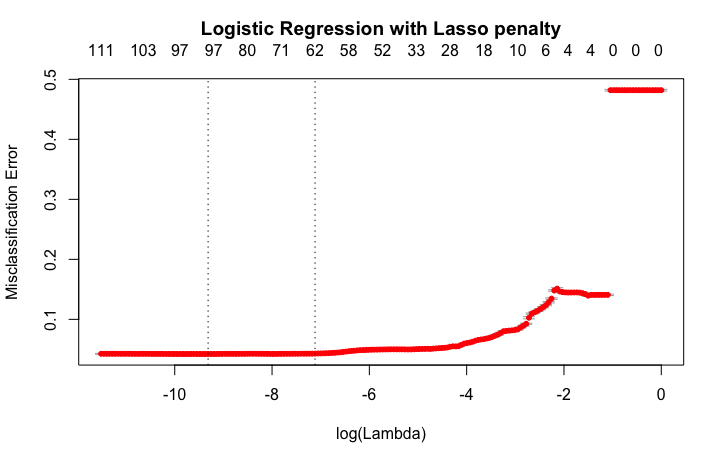 Logistic Regression with Lasso penalty
111 103 97 97 80 71 62 58 52 33 28 18 10 6 4 4 0 0 0
0.5
0.4
0.3
0.2
0.1
Misclassification Error
-10 -8 -6 -4 -2 0
log(Lambda)